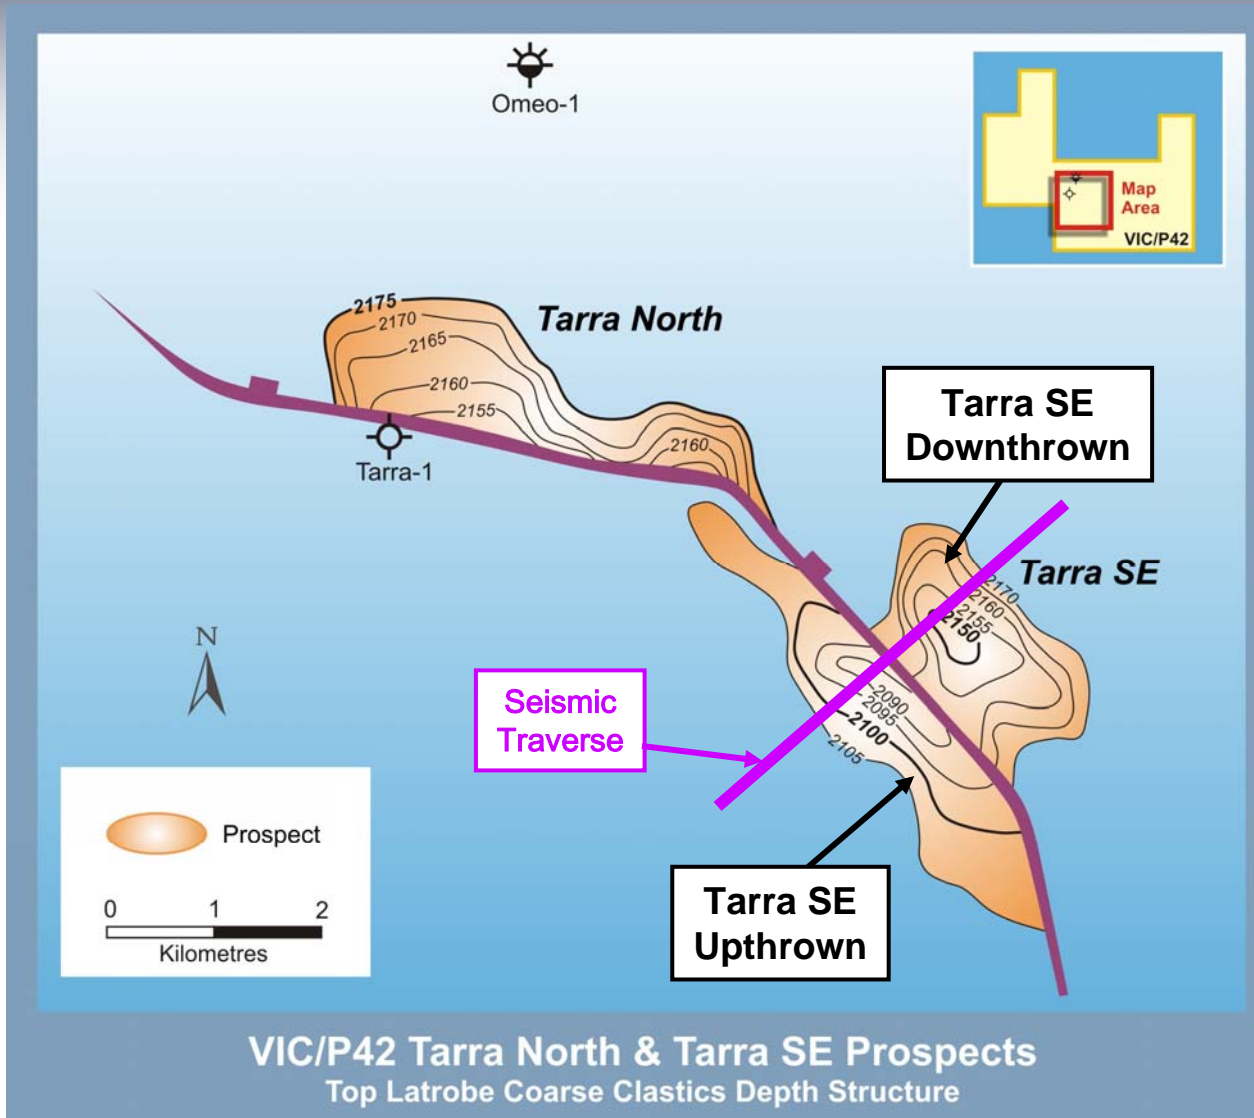 Omeo-1
Map
Area
VIC/P42
2175
2170
2165
2160
2155
Tarra North
2160
Tarra-1
Tarra SE
Downthrown
Tarra SE
2170
2160
2155
2150
N
Seismic
Traverse
2090
2095
2100
2105
Prospect
0 1 2
Kilometres
Tarra SE
Upthrown
VIC/P42 Tarra North & Tarra SE Prospects
Top Latrobe Coarse Clastics Depth Structure